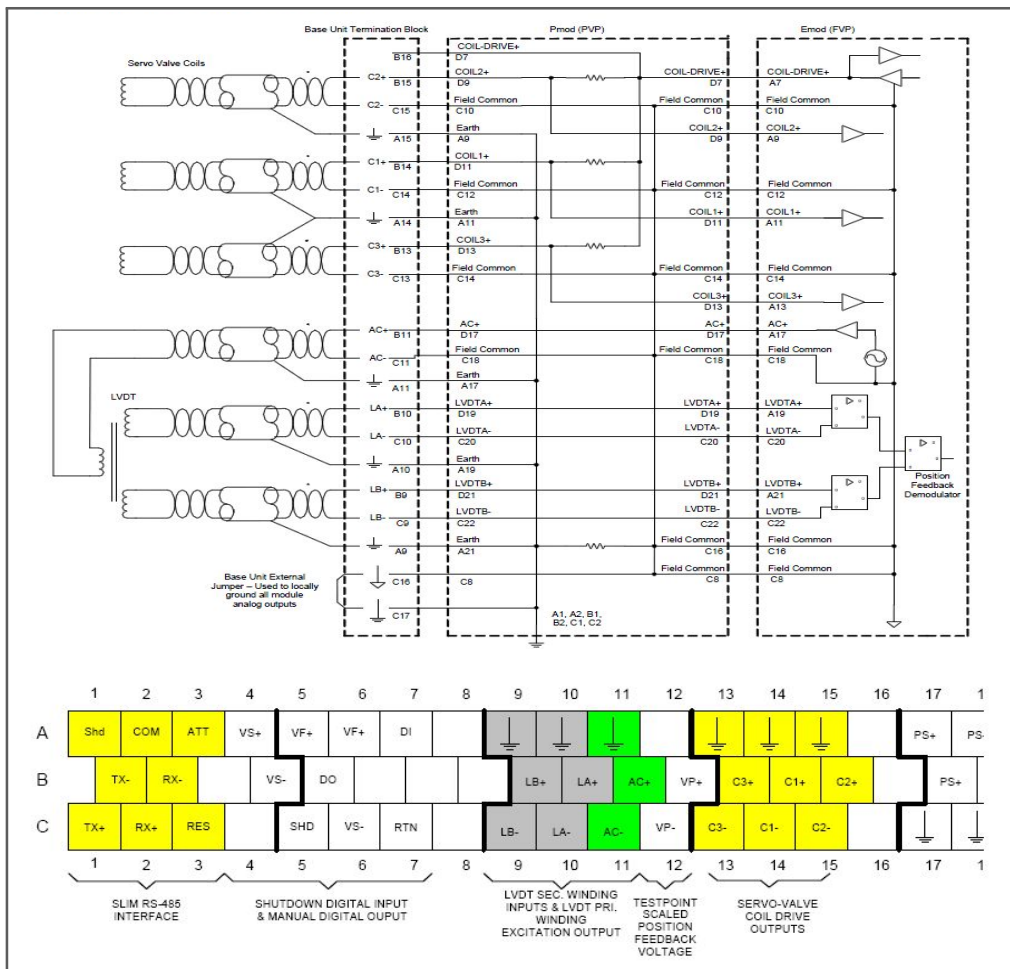 Base Unit Termination Block
Pmod (PVP)
Emod (FVP)
Servo Valve Coils
B16
COIL-DRIVE+
D7
C2+
B15
COIL2+
D9
COIL-DRIVE+
D7
COIL-DRIVE+
A7
C2-
C15
Field Common
C10
Field Common
C10
Field Common
C10
A15
Earth
A9
COIL2+
D9
COIL2+
A9
C1+
B14
COIL1+
D11
C1-
C14
Field Common
C12
Field Common
C12
Field Common
C12
A14
Earth
A11
COIL1+
D11
COIL1+
A11
C3+
B13
COIL3+
D13
C3-
C13
Field Common
C14
Field Common
C14
Field Common
C14
COIL3+
D13
COIL3+
A13
AC+
B11
AC+
D17
AC+
D17
AC+
A17
AC-
C11
Field Common
C18
Field Common
C18
Field Common
C18
A11
Earth
A17
LVDT
LA+
B10
LVDTA+
D19
LVDTA+
D19
LVDTA+
A19
LA-
C10
LVDTA-
C20
LVDTA-
C20
LVDTA-
C20
A10
Earth
A19
Position
Feedback
Demodulator
LB+
B9
LVDTB+
D21
LVDTB+
D21
LVDTB+
A21
LB-
C9
LVDTB-
C22
LVDTB-
C22
LVDTB-
C22
A9
Earth
A21
Field Common
C16
Field Common
C16
Base Unit External
Jumper – Used to locally
ground all module
analog outputs
C16
C8
Field Common
C8
Field Common
C8
C17
A1, A2, B1,
B2, C1, C2
1 2 3 4 5 6 7 8 9 10 11 12 13 14 15 16 17 1
A Shd COM ATT VS+ VF+ VF+ DI PS+ PS-
B TX- RX- VS- DO LB+ LA+ AC+ VP+ C3+ C1+ C2+ PS+
C TX+ RX+ RES SHD VS- RTN LB- LA- AC- VP- C3- C1- C2-
1 2 3 4 5 6 7 8 9 10 11 12 13 14 15 16 17 1
SLIM RS-485
INTERFACE
SHUTDOWN DIGITAL INPUT
& MANUAL DIGITAL OUPUT
LVDT SEC. WINDING
INPUTS & LVDT PRI.
WINDING
EXCITATION OUTPUT
TESTPOINT
SCALED
POSITION
FEEDBACK
VOLTAGE
SERVO-VALVE
COIL DRIVE
OUTPUTS